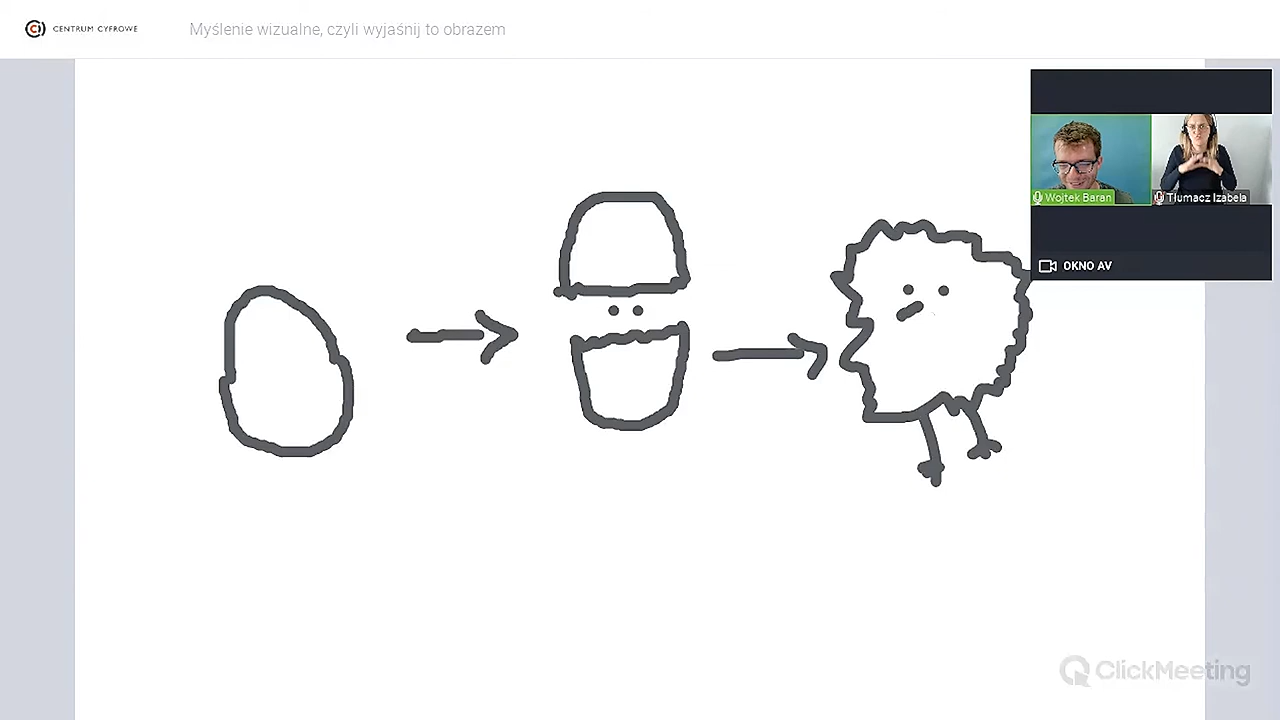 CENTRUM CYFROWE
Myślenie wizualne, czyli wyjaśnij to obrazem
Wojtek Baran
Tłumacz Izabela
OKNO AV
ClickMeeting